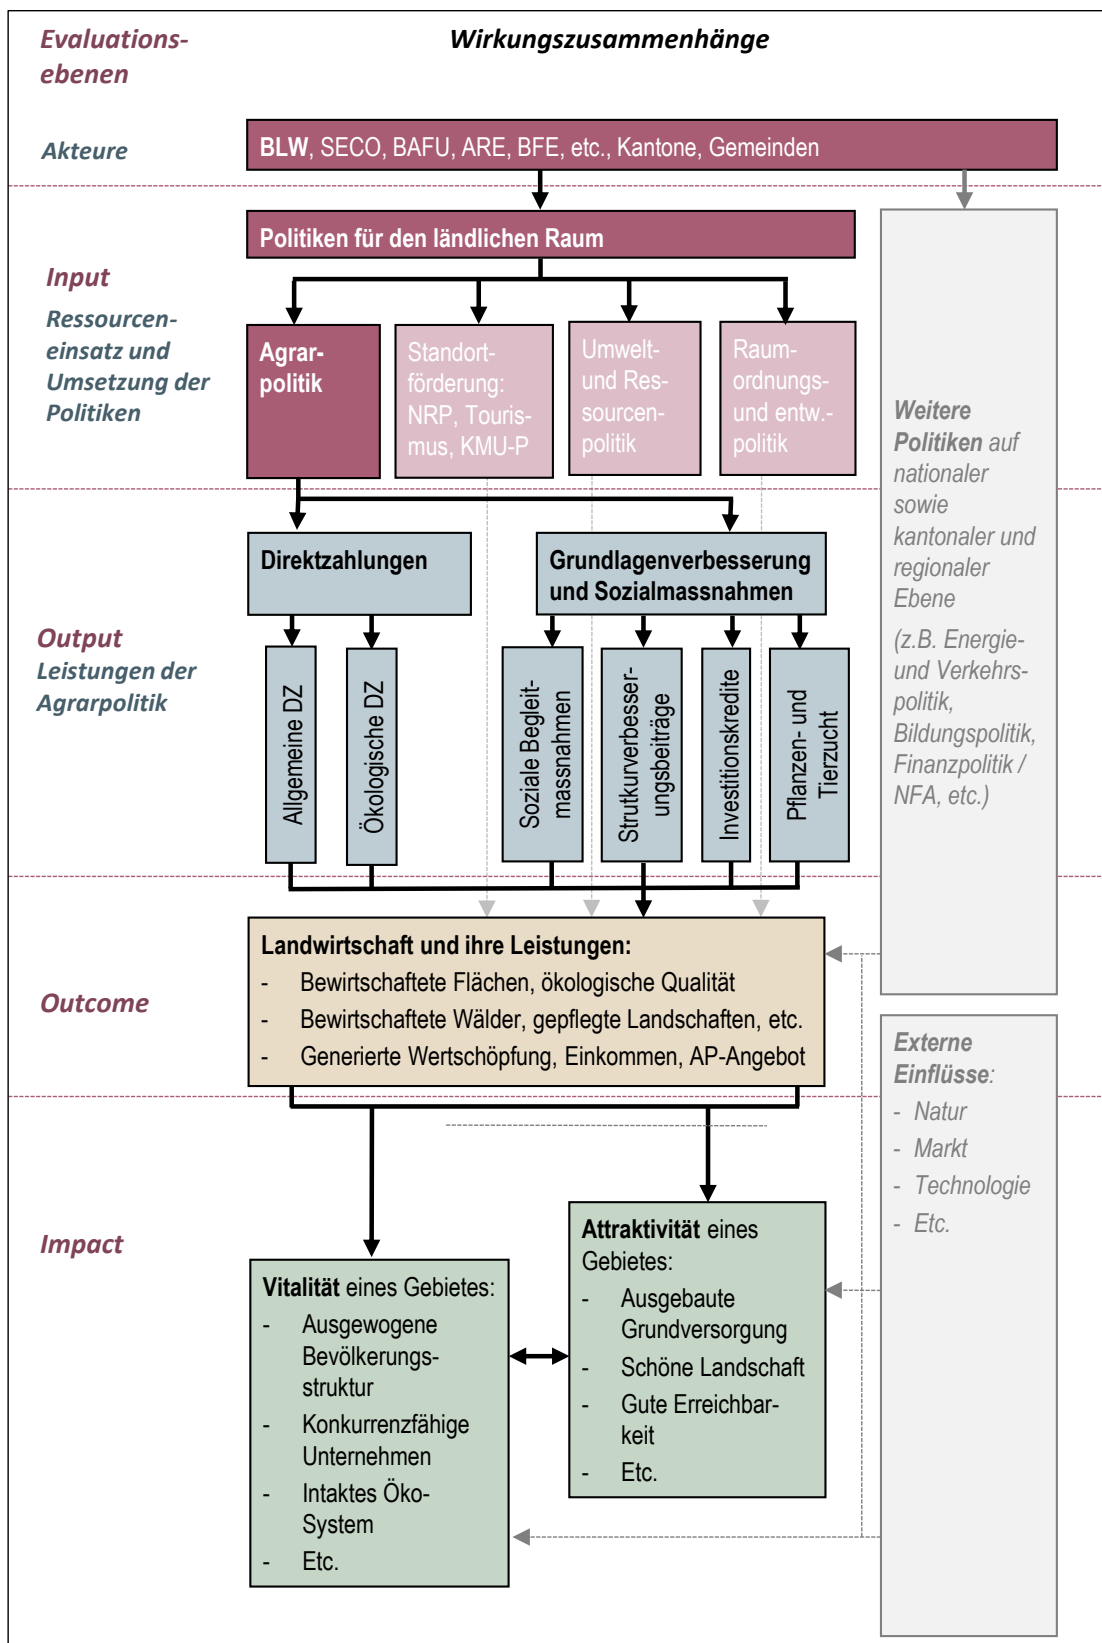 Evaluations-
ebenen
Wirkungszusammenhänge
Akteure
BLW, SECO, BAFU, ARE, BFE, etc., Kantone, Gemeinden
Input
Ressourcen-
einsatz und
Umsetzung der
Politiken
Politiken für den ländlichen Raum
Agrar-
politik
Standort-
förderung:
NRP, Touris-
mus, KMU-P
Umwelt-
und Res-
sourcen-
politik
Raum-
ordnungs-
und entw.-
politik
Weitere
Politiken auf
nationaler
sowie
kantonaler und
regionaler
Ebene
(z.B. Energie-
und Verkehrs-
politik,
Bildungspolitik,
Finanzpolitik /
NFA, etc.)
Output
Leistungen der
Agrarpolitik
Direktzahlungen
Grundlagenverbesserung
und Sozialmassnahmen
Allgemeine DZ
Ökologische DZ
Soziale Begleit-
massnahmen
Strutkurverbesser-
ungsbeiträge
Investitionskredite
Pflanzen- und
Tierzucht
Outcome
Landwirtschaft und ihre Leistungen:
- Bewirtschaftete Flächen, ökologische Qualität
- Bewirtschaftete Wälder, gepflegte Landschaften, etc.
- Generierte Wertschöpfung, Einkommen, AP-Angebot
Externe
Einflüsse:
- Natur
- Markt
- Technologie
- Etc.
Impact
Vitalität eines Gebietes:
- Ausgewogene
Bevölkerungs-
struktur
- Konkurrenzfähige
Unternehmen
- Intaktes Öko-
System
- Etc.
Attraktivität eines
Gebietes:
- Ausgebaute
Grundversorgung
- Schöne Landschaft
- Gute Erreichbar-
keit
- Etc.